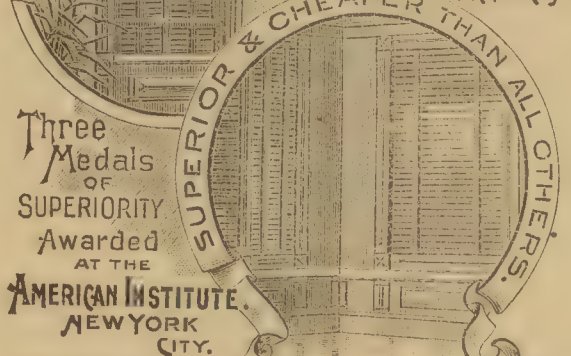 SUPERIOR & CHEAPER THAN ALL OTHERS.
Three
Medals
OF
SUPERIORITY
Awarded
AT THE
AMERICAN INSTITUTE.
NEW YORK
CITY.